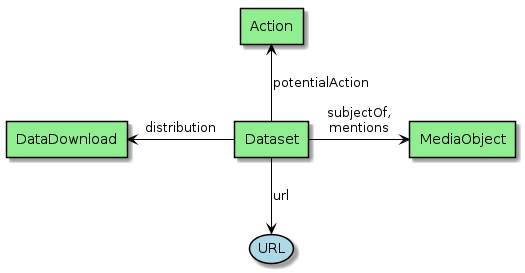 Action
potentialAction
subjectOf,
mentions
DataDownload
distribution
Dataset
MediaObject
url
URL